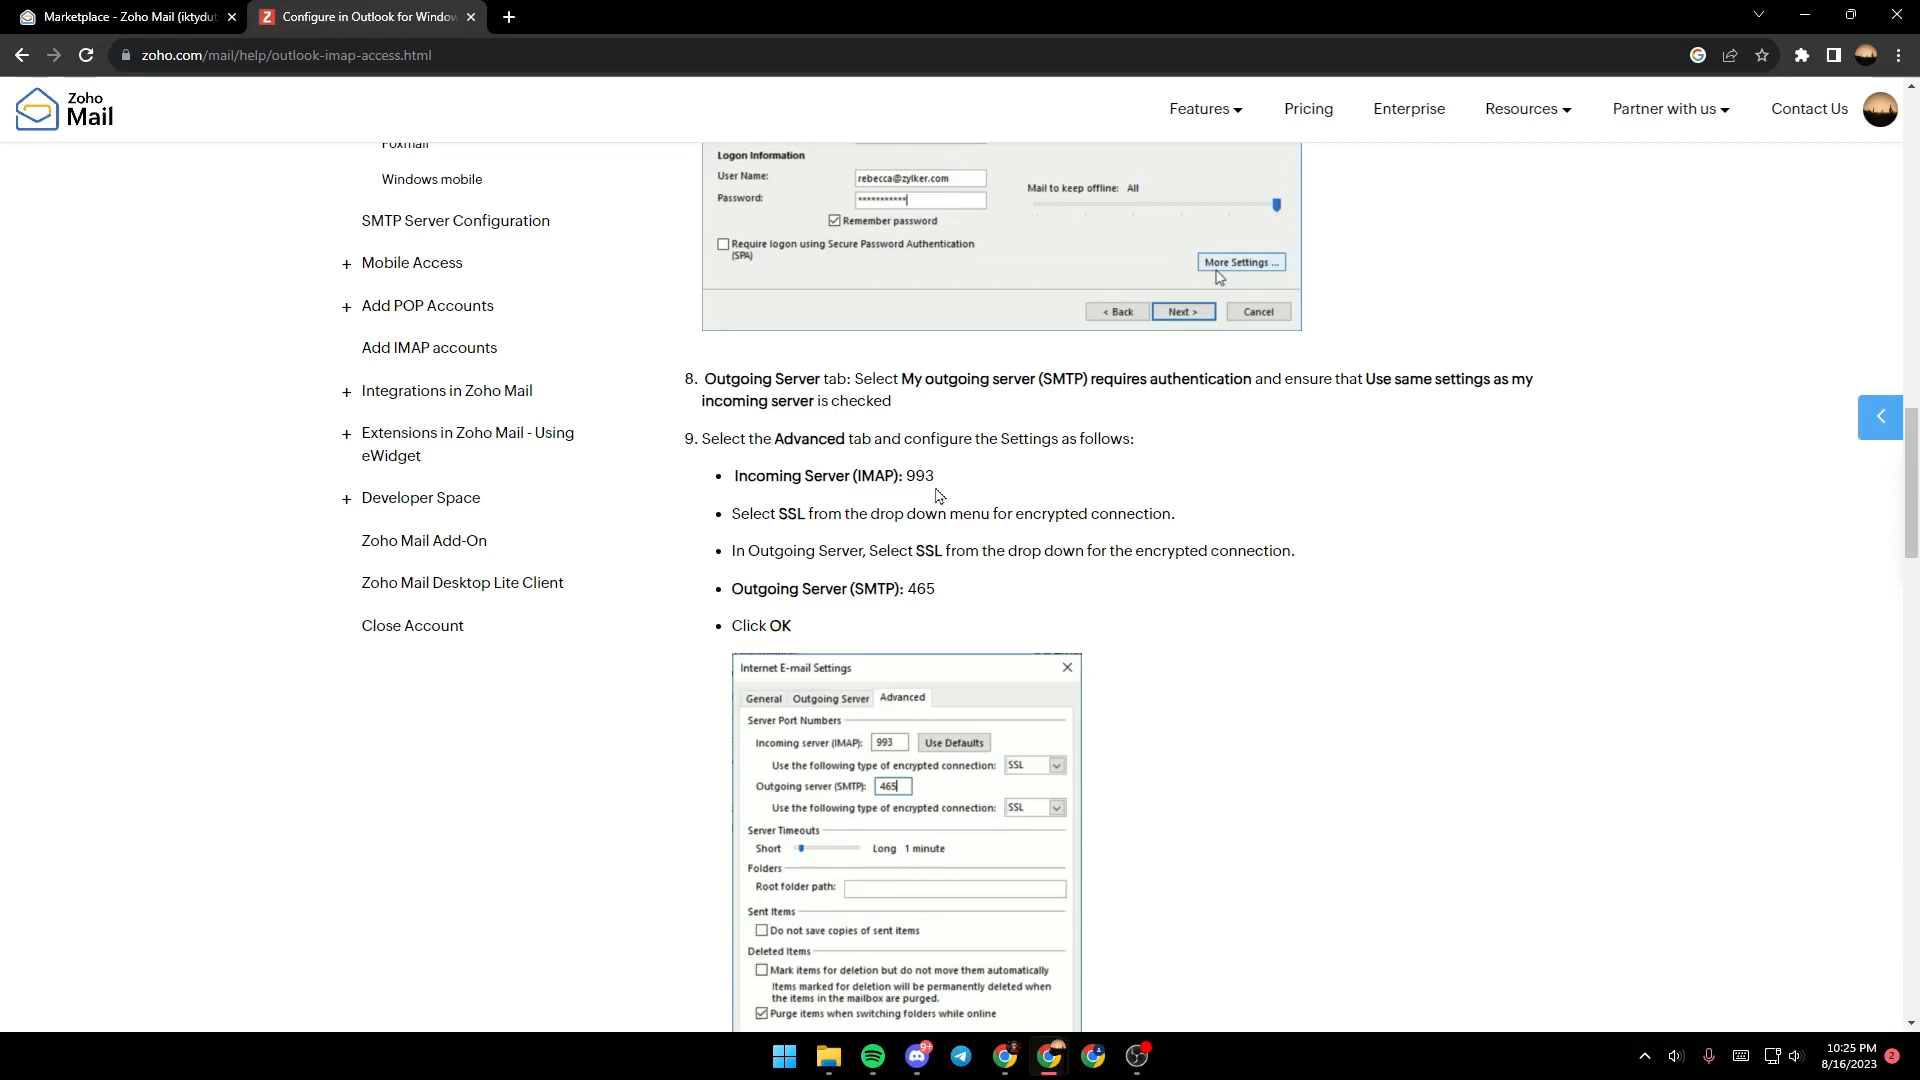 Marketplace - Zoho Mail (iktydut
Configure in Outlook for Window
zoho.com/mail/help/outlook-imap-access.html
Zoho
Mail
Features
Pricing
Enterprise
Resources
Partner with us
Contact Us
Foxmail
Windows mobile
SMTP Server Configuration
+ Mobile Access
+ Add POP Accounts
Add IMAP accounts
+ Integrations in Zoho Mail
+ Extensions in Zoho Mail - Using
eWidget
+ Developer Space
Zoho Mail Add-On
Zoho Mail Desktop Lite Client
Close Account
Logon Information
User Name: rebecca@zylker.com
Password: ***********
Remember password
Require logon using Secure Password Authentication
(SPA)
Mail to keep offline: All
More Settings ...
< Back
Next >
Cancel
8. Outgoing Server tab: Select My outgoing server (SMTP) requires authentication and ensure that Use same settings as my
incoming server is checked
9. Select the Advanced tab and configure the Settings as follows:
• Incoming Server (IMAP): 993
• Select SSL from the drop down menu for encrypted connection.
• In Outgoing Server, Select SSL from the drop down for the encrypted connection.
• Outgoing Server (SMTP): 465
• Click OK
Internet E-mail Settings
General Outgoing Server Advanced
Server Port Numbers
Incoming server (IMAP): 993 Use Defaults
Use the following type of encrypted connection: SSL
Outgoing server (SMTP): 465
Use the following type of encrypted connection: SSL
Server Timeouts
Short Long 1 minute
Folders
Root folder path:
Sent Items
Do not save copies of sent items
Deleted Items
Mark items for deletion but do not move them automatically
Items marked for deletion will be permanently deleted when
the items in the mailbox are purged.
Purge items when switching folders while online
9+
10:25 PM
8/16/2023
2